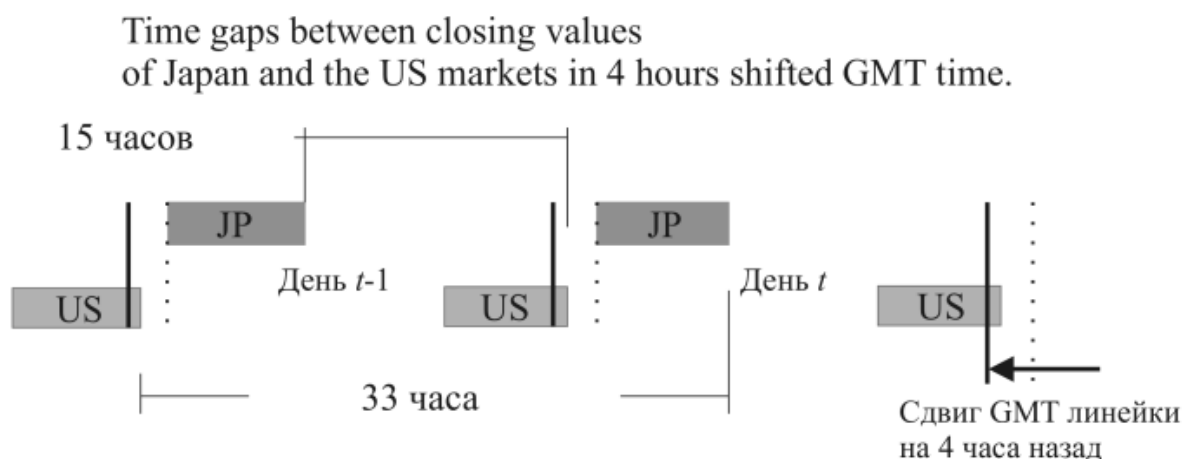 Time gaps between closing values
of Japan and the US markets in 4 hours shifted GMT time.
15 часов
JP
JP
День t-1
День t
US
US
US
33 часа
Сдвиг GMT линейки
на 4 часа назад